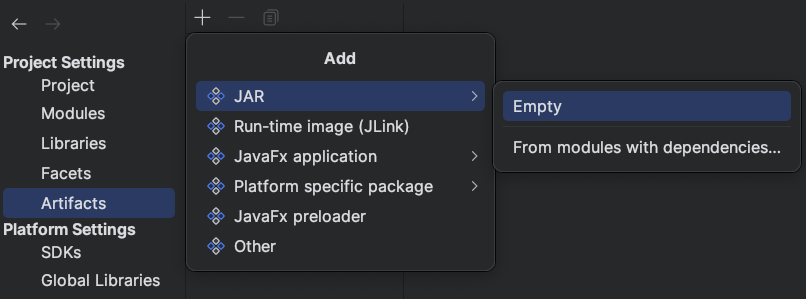 Project Settings
Project
Modules
Libraries
Facets
Artifacts
Platform Settings
SDKs
Global Libraries
Add
JAR
Run-time image (JLink)
JavaFx application
Platform specific package
JavaFx preloader
Other
Empty
From modules with dependencies...